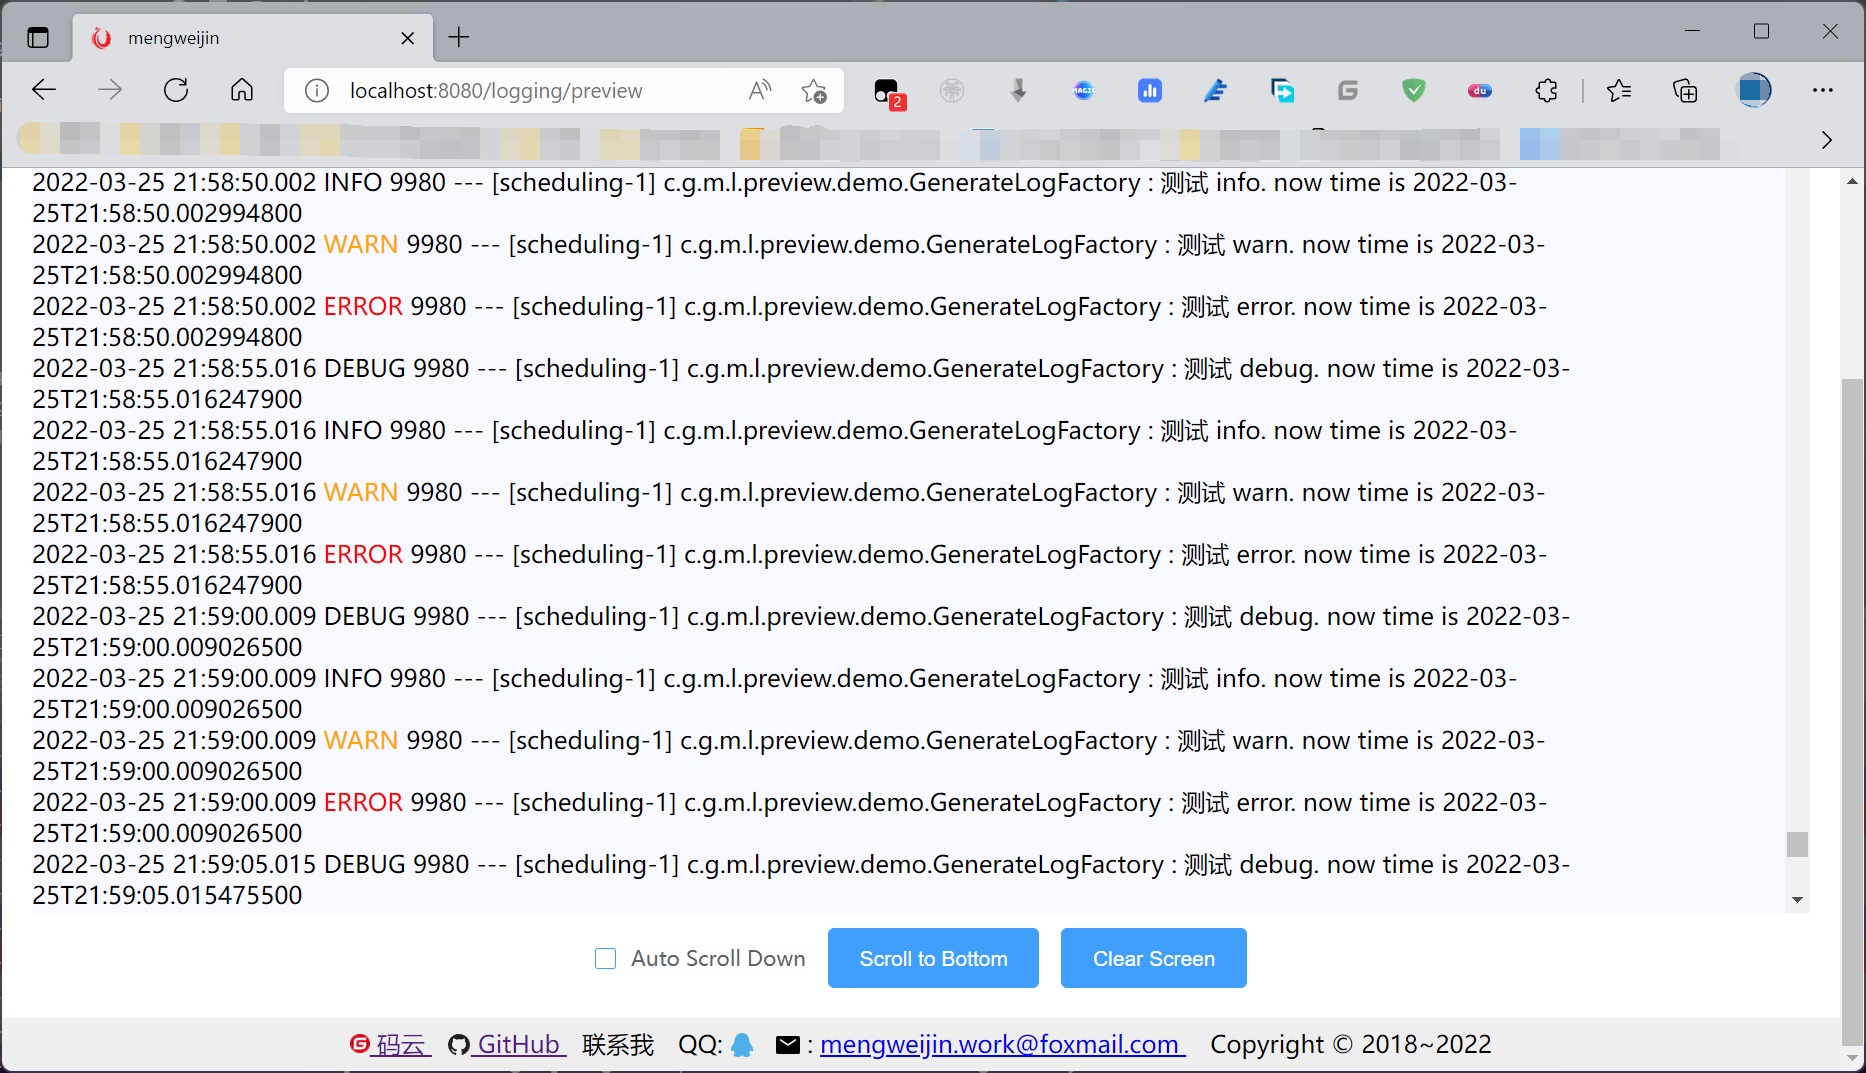 mengweijin
localhost:8080/logging/preview
2
MAGIC
du
2022-03-25 21:58:50.002 INFO 9980 --- [scheduling-1] c.g.m.l.preview.demo.GenerateLogFactory : 测试 info. now time is 2022-03-
25T21:58:50.002994800
2022-03-25 21:58:50.002 WARN 9980 --- [scheduling-1] c.g.m.l.preview.demo.GenerateLogFactory : 测试 warn. now time is 2022-03-
25T21:58:50.002994800
2022-03-25 21:58:50.002 ERROR 9980 --- [scheduling-1] c.g.m.l.preview.demo.GenerateLogFactory : 测试 error. now time is 2022-03-
25T21:58:50.002994800
2022-03-25 21:58:55.016 DEBUG 9980 --- [scheduling-1] c.g.m.l.preview.demo.GenerateLogFactory : 测试 debug. now time is 2022-03-
25T21:58:55.016247900
2022-03-25 21:58:55.016 INFO 9980 --- [scheduling-1] c.g.m.l.preview.demo.GenerateLogFactory : 测试 info. now time is 2022-03-
25T21:58:55.016247900
2022-03-25 21:58:55.016 WARN 9980 --- [scheduling-1] c.g.m.l.preview.demo.GenerateLogFactory : 测试 warn. now time is 2022-03-
25T21:58:55.016247900
2022-03-25 21:58:55.016 ERROR 9980 --- [scheduling-1] c.g.m.l.preview.demo.GenerateLogFactory : 测试 error. now time is 2022-03-
25T21:58:55.016247900
2022-03-25 21:59:00.009 DEBUG 9980 --- [scheduling-1] c.g.m.l.preview.demo.GenerateLogFactory : 测试 debug. now time is 2022-03-
25T21:59:00.009026500
2022-03-25 21:59:00.009 INFO 9980 --- [scheduling-1] c.g.m.l.preview.demo.GenerateLogFactory : 测试 info. now time is 2022-03-
25T21:59:00.009026500
2022-03-25 21:59:00.009 WARN 9980 --- [scheduling-1] c.g.m.l.preview.demo.GenerateLogFactory : 测试 warn. now time is 2022-03-
25T21:59:00.009026500
2022-03-25 21:59:00.009 ERROR 9980 --- [scheduling-1] c.g.m.l.preview.demo.GenerateLogFactory : 测试 error. now time is 2022-03-
25T21:59:00.009026500
2022-03-25 21:59:05.015 DEBUG 9980 --- [scheduling-1] c.g.m.l.preview.demo.GenerateLogFactory : 测试 debug. now time is 2022-03-
25T21:59:05.015475500
Auto Scroll Down Scroll to Bottom Clear Screen
码云 GitHub 联系我 QQ: : mengweijin.work@foxmail.com Copyright © 2018~2022